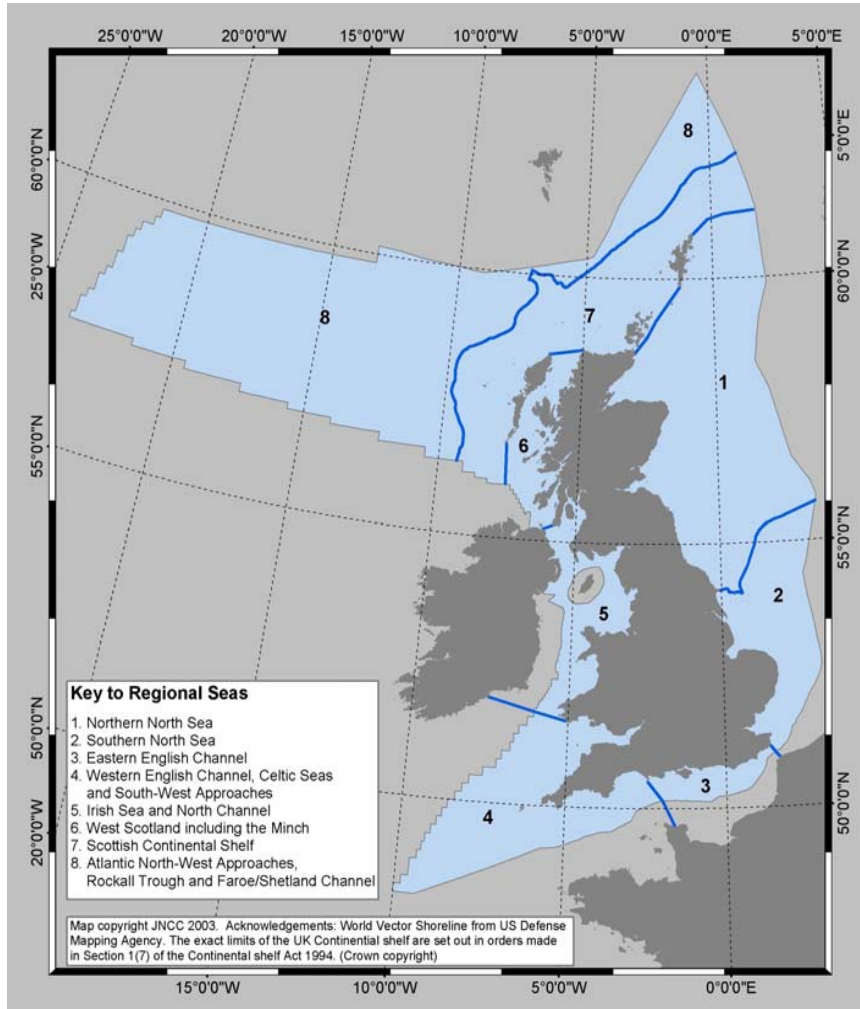 25°0'0"W 20°0'0"W 15°0'0"W 10°0'0"W 5°0'0"W 0°0'0"E 5°0'0"E
60°0'0"N
5°0'0"E
8
25°0'0"W
60°0'0"N
8
7
1
55°0'0"N
6
55°0'0"N
2
5
Key to Regional Seas
1. Northern North Sea
2. Southern North Sea
3. Eastern English Channel
4. Western English Channel, Celtic Seas
and South-West Approaches
5. Irish Sea and North Channel
6. West Scotland including the Minch
7. Scottish Continental Shelf
8. Atlantic North-West Approaches,
Rockall Trough and Faroe/Shetland Channel
50°0'0"N
20°0'0"W
3
4
50°0'0"N
Map copyright JNCC 2003. Acknowledgements: World Vector Shoreline from US Defense
Mapping Agency. The exact limits of the UK Continental shelf are set out in orders made
in Section 1(7) of the Continental shelf Act 1994. (Crown copyright)
15°0'0"W 10°0'0"W 5°0'0"W 0°0'0"E